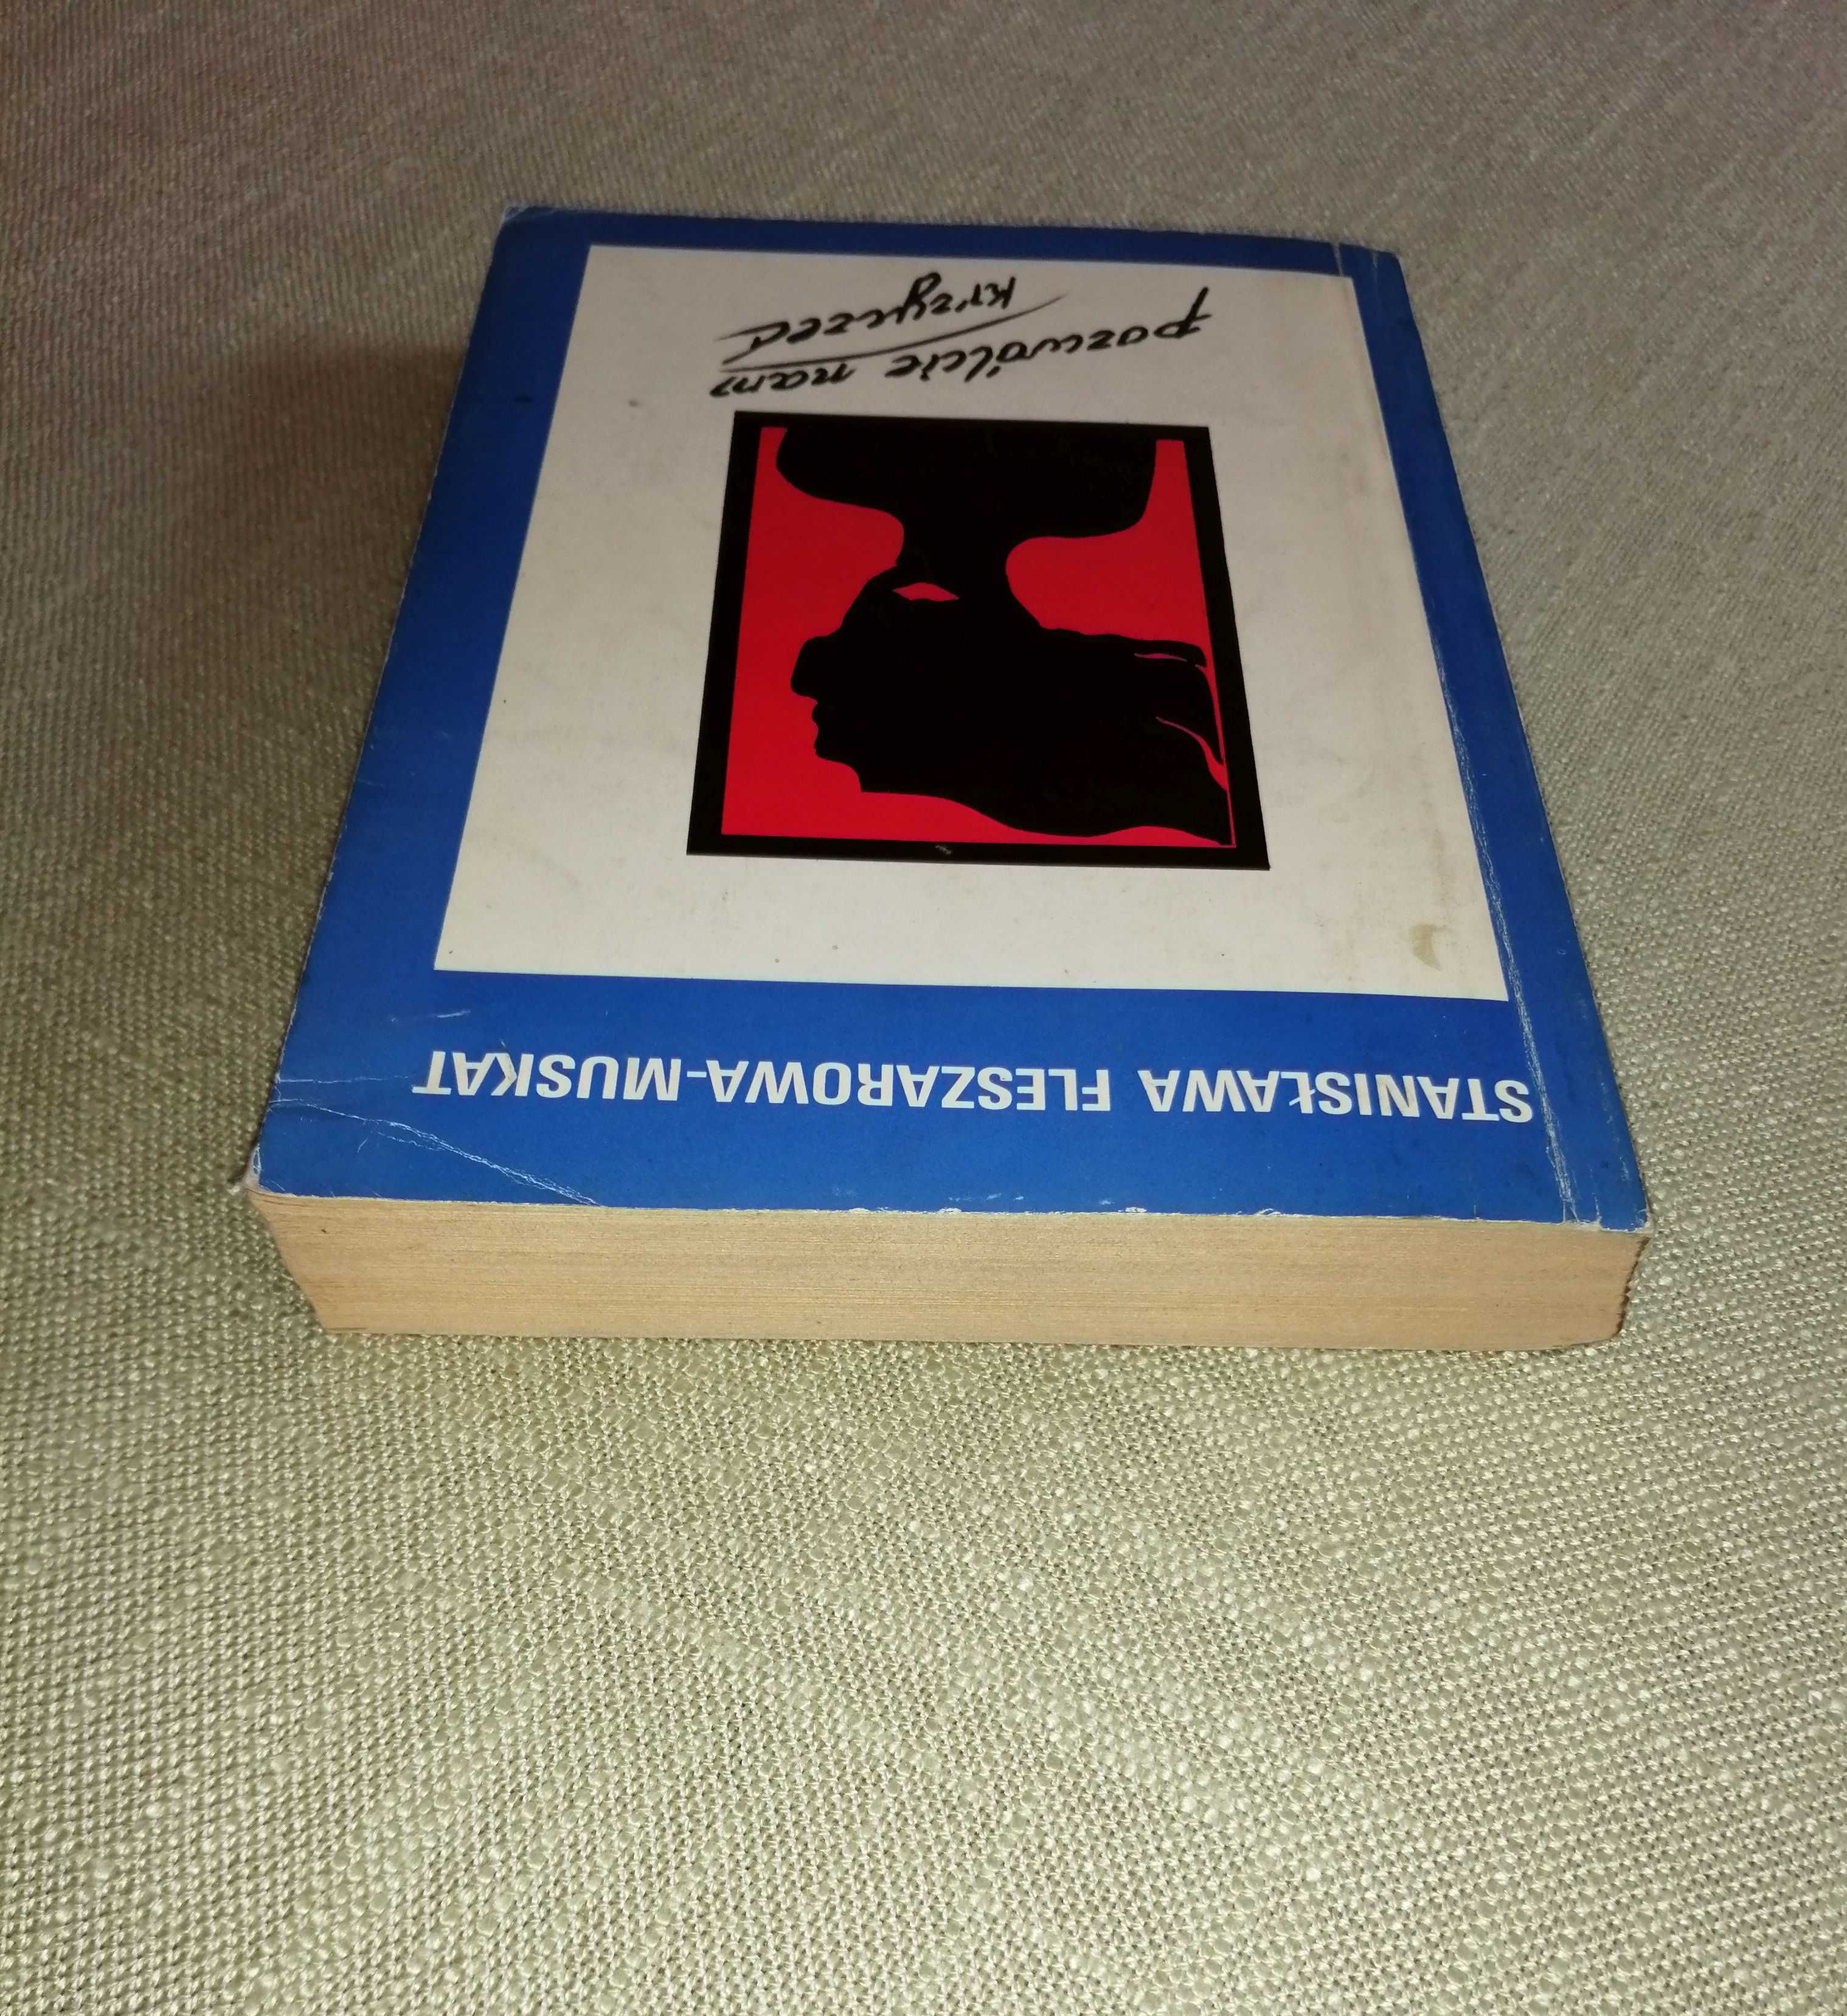 STANISŁAWA FLESZAROWA-MUSKAT
pozwólcie nam
krzyczeć